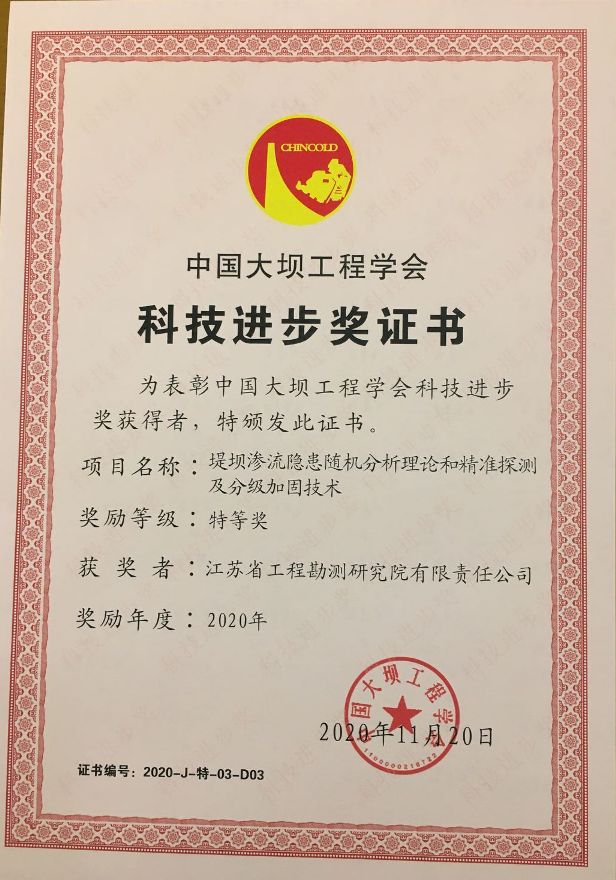 CHINCOLD
中国大坝工程学会
科技进步奖证书
为表彰中国大坝工程学会科技进步
奖获得者，特颁发此证书。
项目名称：堤坝渗流隐患随机分析理论和精准探测
及分级加固技术
奖励等级：特等奖
获奖者：江苏省工程勘测研究院有限责任公司
奖励年度：2020年
中国大坝工程学会
2020年11月20日
证书编号：2020-J-特-03-D03